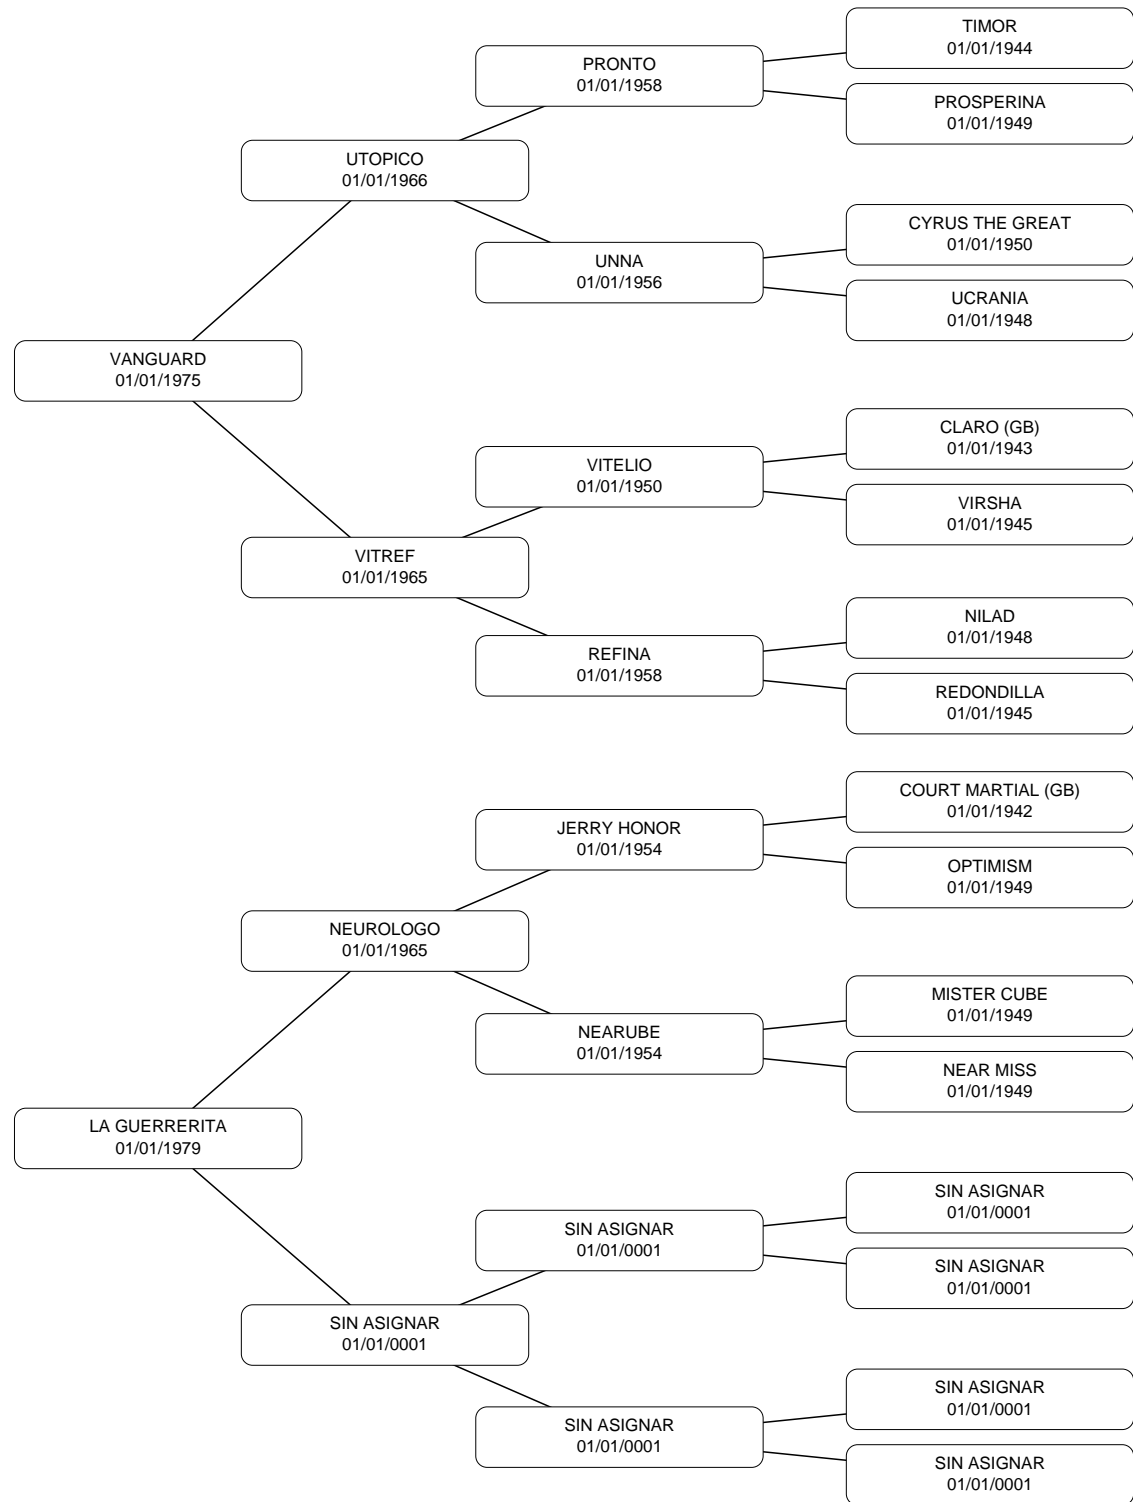 TIMOR
01/01/1944
PRONTO
01/01/1958
PROSPERINA
01/01/1949
UTOPICO
01/01/1966
CYRUS THE GREAT
01/01/1950
UNNA
01/01/1956
UCRANIA
01/01/1948
VANGUARD
01/01/1975
CLARO (GB)
01/01/1943
VITELIO
01/01/1950
VIRSHA
01/01/1945
VITREF
01/01/1965
NILAD
01/01/1948
REFINA
01/01/1958
REDONDILLA
01/01/1945
COURT MARTIAL (GB)
01/01/1942
JERRY HONOR
01/01/1954
OPTIMISM
01/01/1949
NEUROLOGO
01/01/1965
MISTER CUBE
01/01/1949
NEARUBE
01/01/1954
NEAR MISS
01/01/1949
LA GUERRERITA
01/01/1979
SIN ASIGNAR
01/01/0001
SIN ASIGNAR
01/01/0001
SIN ASIGNAR
01/01/0001
SIN ASIGNAR
01/01/0001
SIN ASIGNAR
01/01/0001
SIN ASIGNAR
01/01/0001
SIN ASIGNAR
01/01/0001